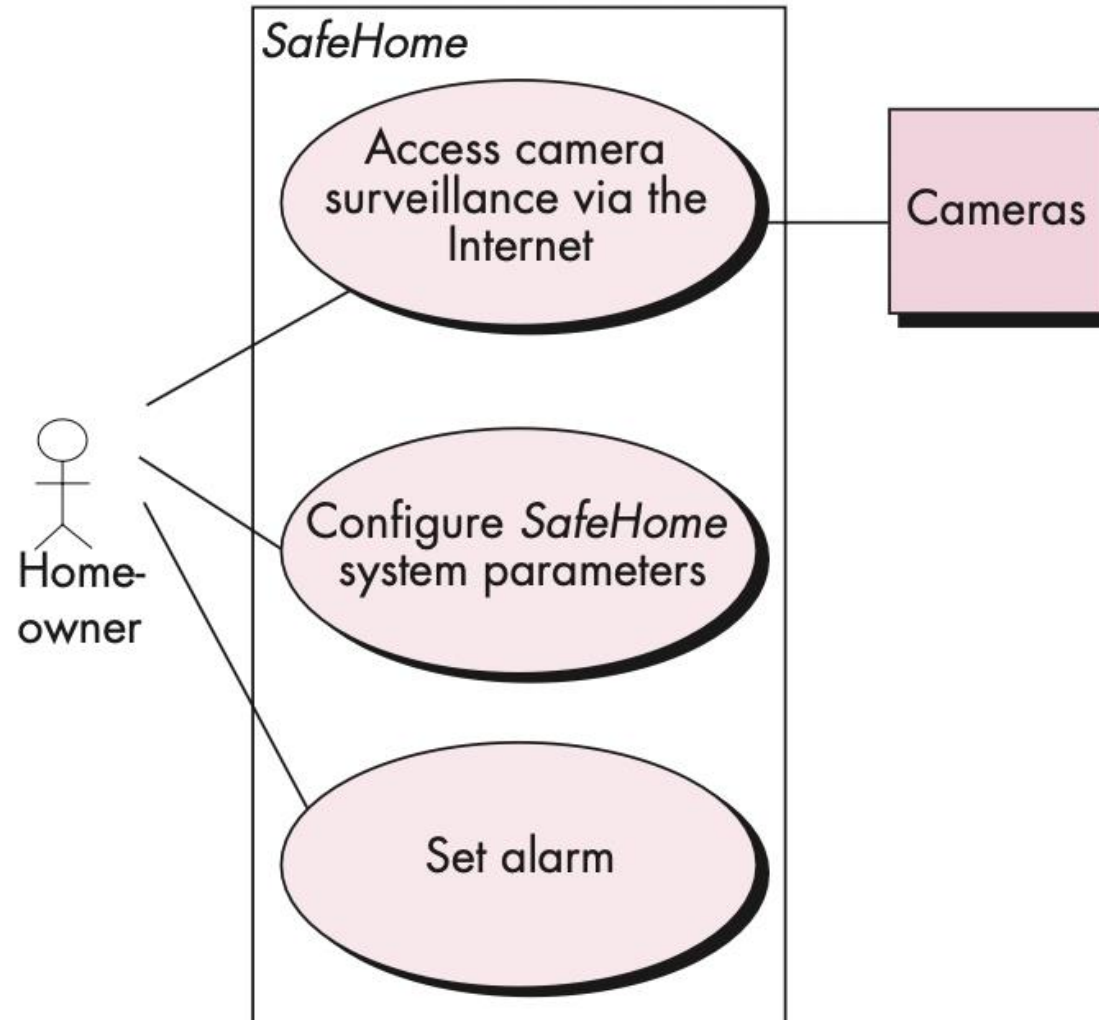 SafeHome
Access camera
surveillance via the
Internet
Cameras
Configure SafeHome
system parameters
Home-
owner
Set alarm